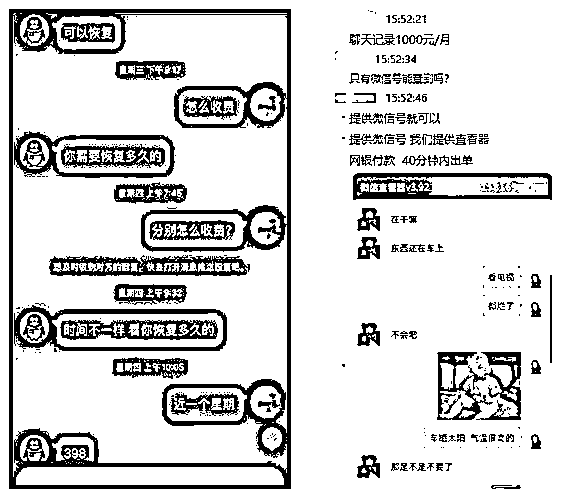 可以恢复
星期三 下午6:17
怎么收费
你需要恢复多久的
星期四 上午7:45
分别怎么收费?
星期四 上午9:32
时间不一样 看你恢复多久的
星期四 上午10:05
近一个星期
398
15:52:21
聊天记录1000元/月
15:52:34
只有微信号能查到吗?
15:52:46
提供微信号就可以
提供微信号 我们提供查看器
网银付款 40分钟内出单
在干嘛
东西还在车上
看电视
都烂了
不会吧
车晒太阳 气温很高的
那是不是不要了